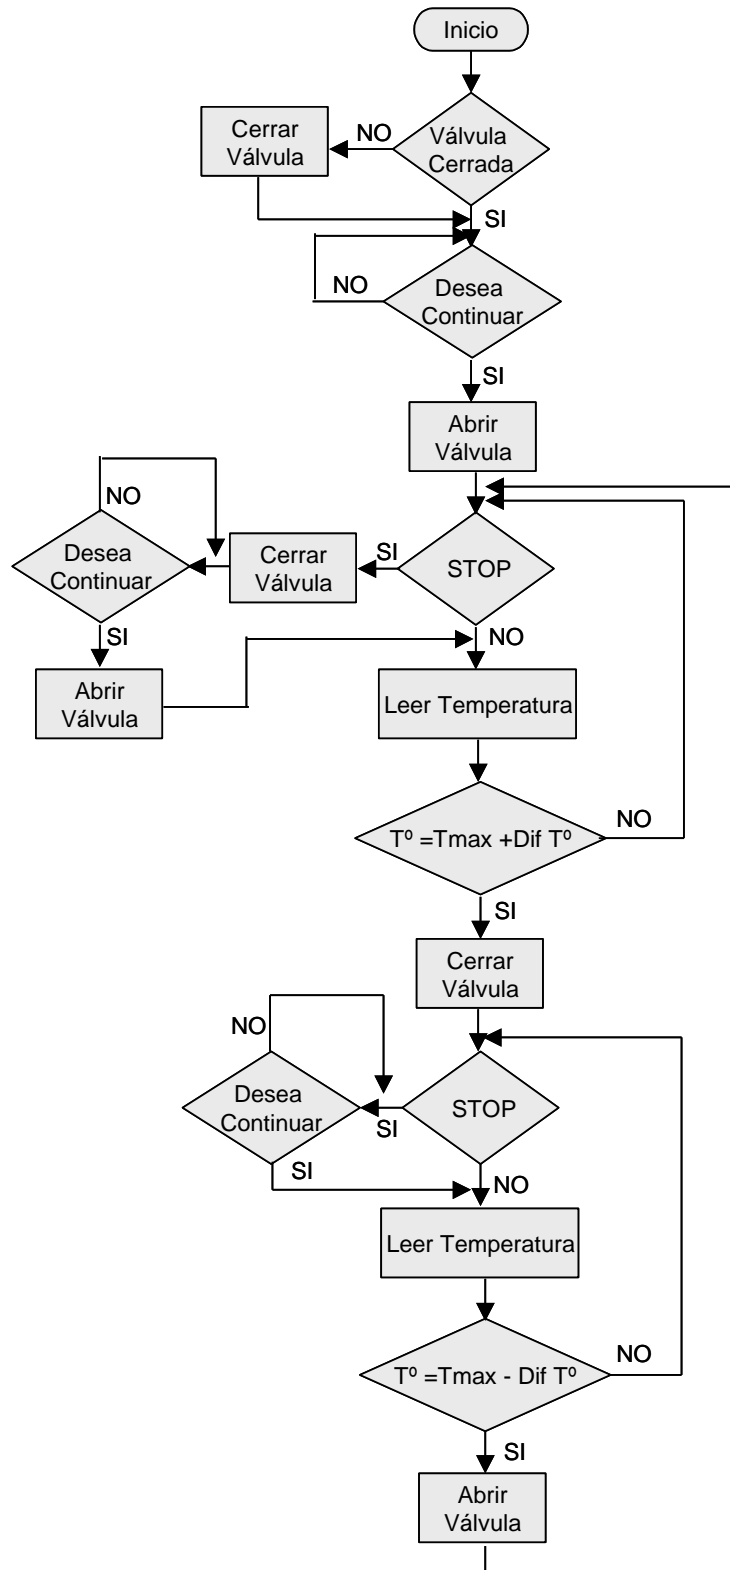 Inicio
Cerrar
Válvula
NO
Válvula
Cerrada
SI
NO
Desea
Continuar
SI
Abrir
Válvula
NO
Desea
Continuar
Cerrar
Válvula
SI
STOP
SI
NO
Abrir
Válvula
Leer Temperatura
Tº =Tmax +Dif Tº
NO
SI
Cerrar
Válvula
NO
Desea
Continuar
SI
STOP
SI
NO
Leer Temperatura
Tº =Tmax - Dif Tº
NO
SI
Abrir
Válvula